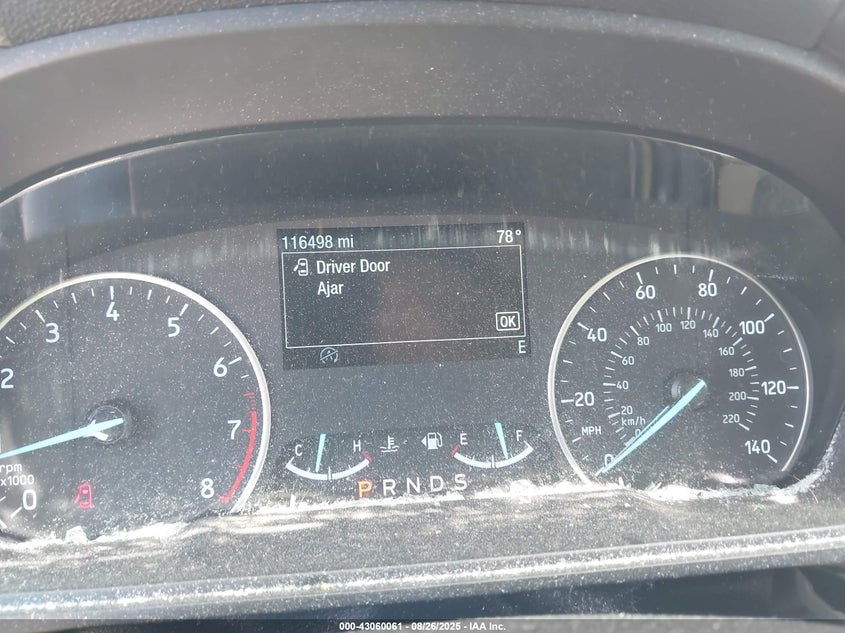 116498 mi 78°
Driver Door
Ajar
OK
E
2 3 4 5 6 7 8
rpm
x1000
0
20 40 60 80 100 120 140
MPH
0
20 40 60 80 100 120 140 160 180 200 220
km/h
0
C H E F
P R N D S
000-43060061 - 08/26/2025 - IAA Inc.